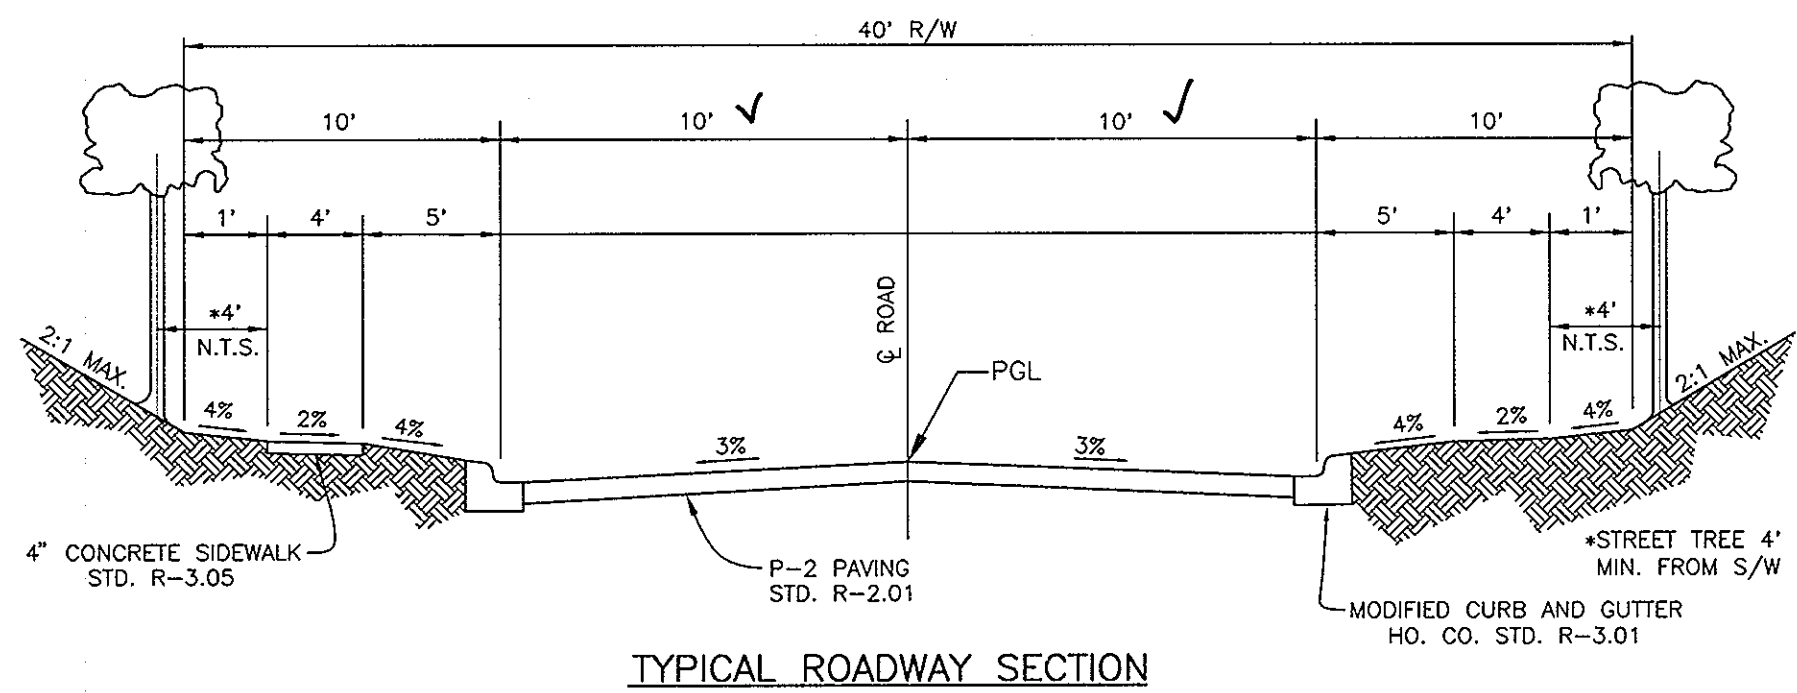 40' R/W
10' 10' 10' 10'
1' 4' 5' 5' 4' 1'
*4'
N.T.S.
*4'
N.T.S.
℄ ROAD
PGL
2:1 MAX.
2:1 MAX.
4% 2% 4% 3% 3% 4% 2% 4%
4" CONCRETE SIDEWALK
STD. R-3.05
P-2 PAVING
STD. R-2.01
*STREET TREE 4'
MIN. FROM S/W
MODIFIED CURB AND GUTTER
HO. CO. STD. R-3.01
TYPICAL ROADWAY SECTION